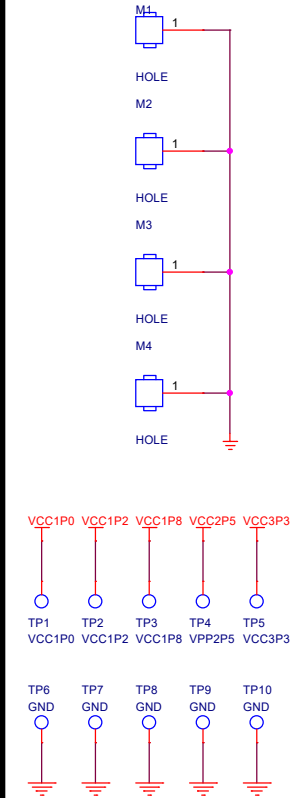 M1
1
HOLE
M2
1
HOLE
M3
1
HOLE
M4
1
HOLE
VCC1P0 VCC1P2 VCC1P8 VCC2P5 VCC3P3
TP1 TP2 TP3 TP4 TP5
VCC1P0 VCC1P2 VCC1P8 VPP2P5 VCC3P3
TP6 TP7 TP8 TP9 TP10
GND GND GND GND GND